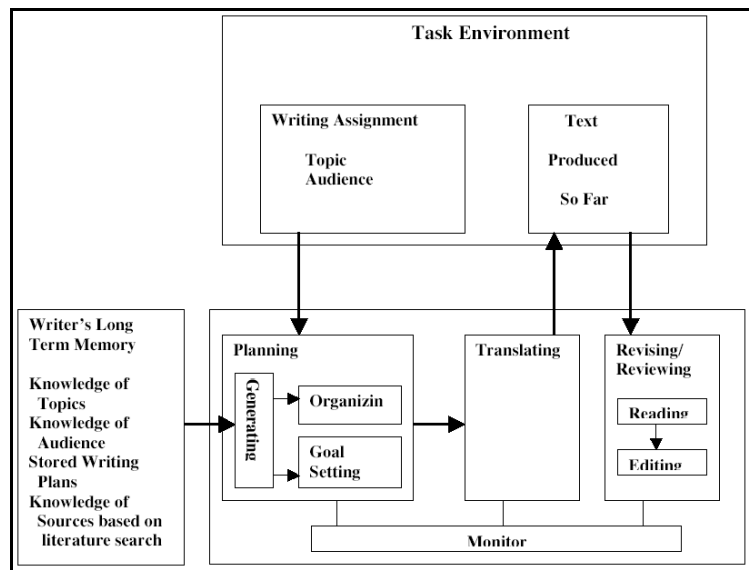 Task Environment
Writing Assignment
Topic
Audience
Text
Produced
So Far
Writer's Long
Term Memory
Knowledge of
Topics
Knowledge of
Audience
Stored Writing
Plans
Knowledge of
Sources based on
literature search
Planning
Generating
Organizin
Goal
Setting
Translating
Revising/
Reviewing
Reading
Editing
Monitor